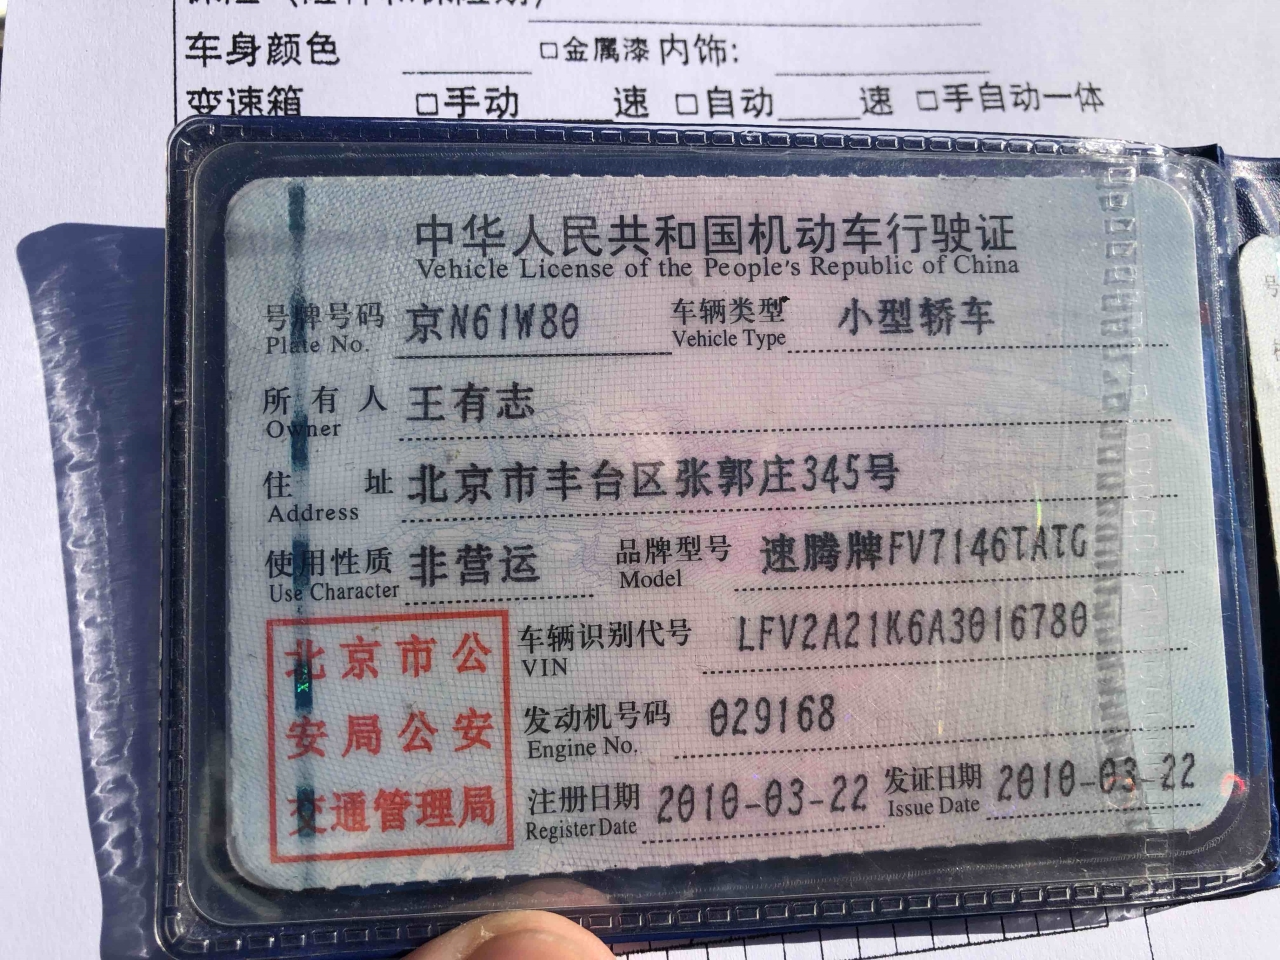 车身颜色 □金属漆 内饰:
变速箱 □手动 速 □自动 速 □手自动一体
中华人民共和国机动车行驶证
Vehicle License of the People's Republic of China
号牌号码 京N61W80 车辆类型 小型轿车
Plate No. Vehicle Type
所有人 王有志
Owner
住址 北京市丰台区张郭庄345号
Address
使用性质 非营运 品牌型号 速腾牌FV7146TATG
Use Character Model
车辆识别代号 LFV2A21K6A3016780
VIN
发动机号码 029168
Engine No.
注册日期 2010-03-22 发证日期 2010-03-22
Register Date Issue Date
北京市公
安局公安
交通管理局